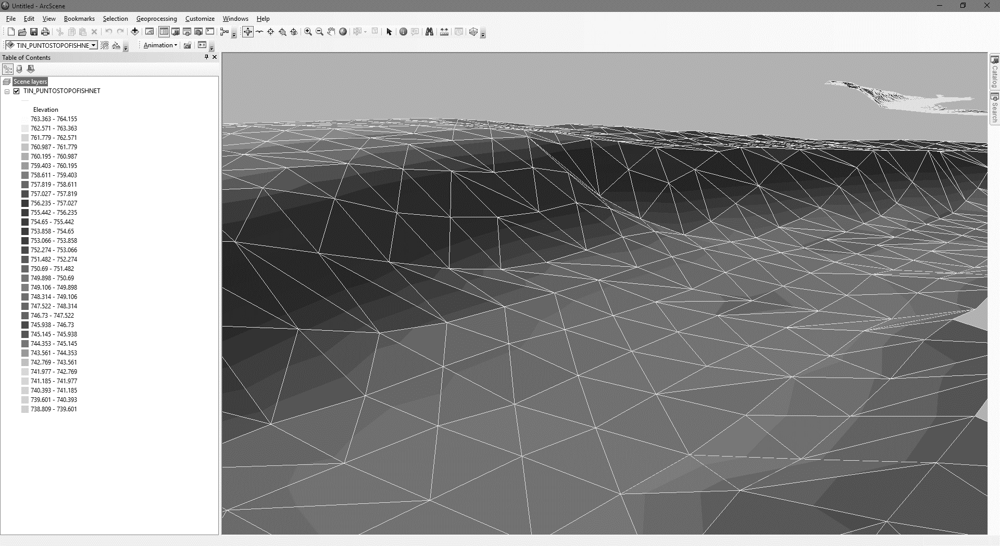 Untitled - ArcScene
File Edit View Bookmarks Selection Geoprocessing Customize Windows Help
TIN_PUNTOSTOPOFISHNE
Animation
Table of Contents
Scene layers
TIN_PUNTOSTOPOFISHNET
Elevation
763.363 - 764.155
762.571 - 763.363
761.779 - 762.571
760.987 - 761.779
760.195 - 760.987
759.403 - 760.195
758.611 - 759.403
757.819 - 758.611
757.027 - 757.819
756.235 - 757.027
755.442 - 756.235
754.65 - 755.442
753.858 - 754.65
753.066 - 753.858
752.274 - 753.066
751.482 - 752.274
750.69 - 751.482
749.898 - 750.69
749.106 - 749.898
748.314 - 749.106
747.522 - 748.314
746.73 - 747.522
745.938 - 746.73
745.145 - 745.938
744.353 - 745.145
743.561 - 744.353
742.769 - 743.561
741.977 - 742.769
741.185 - 741.977
740.393 - 741.185
739.601 - 740.393
738.809 - 739.601
Catalog
Search